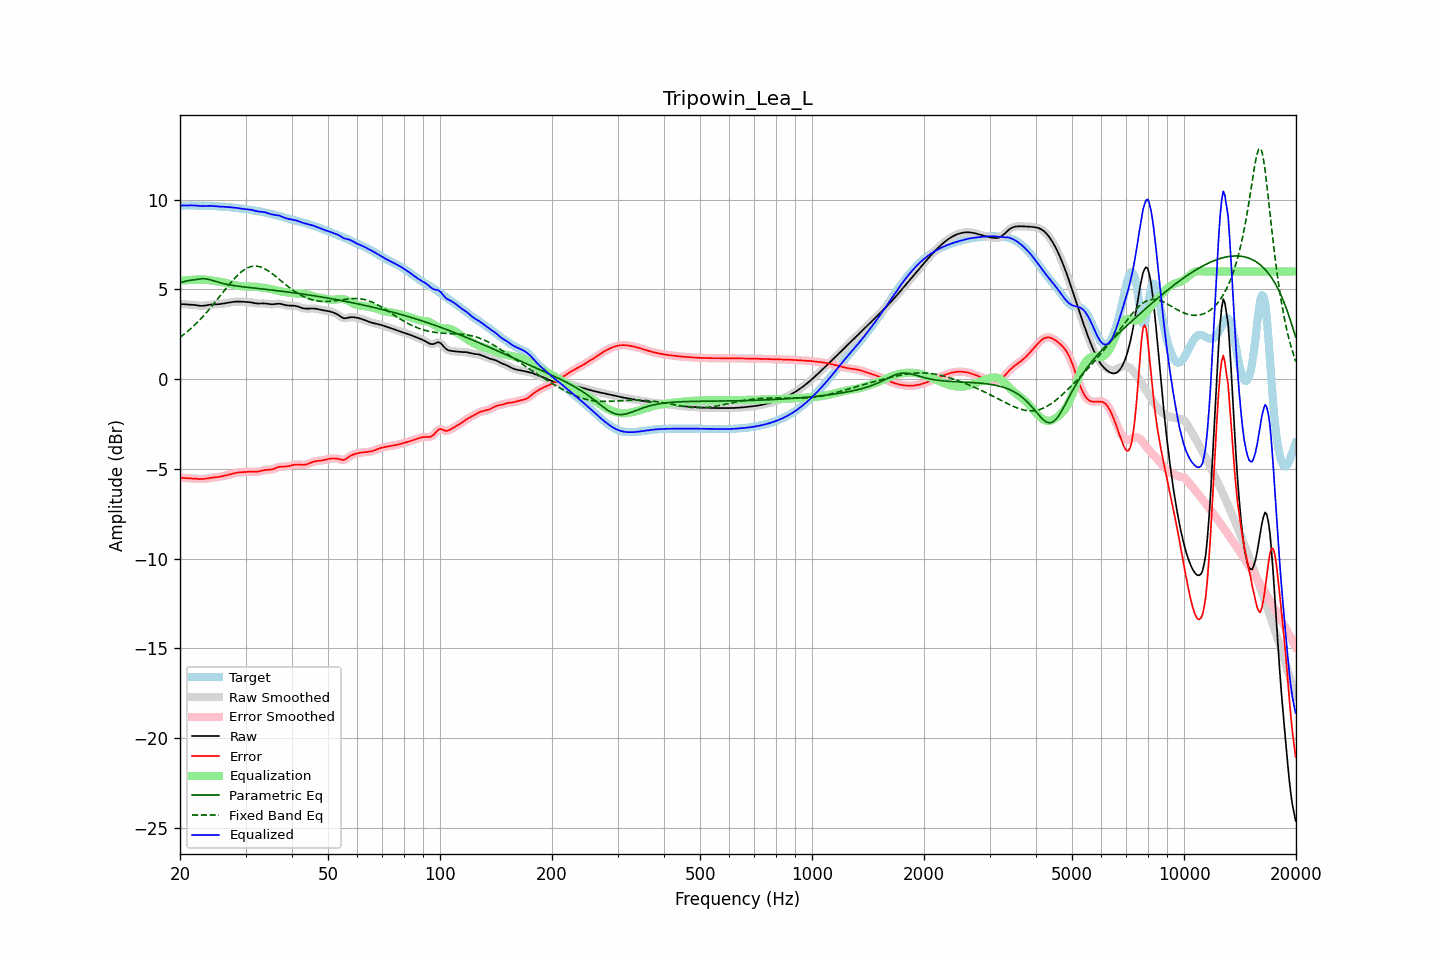 Tripowin_Lea_L
Amplitude (dBr)
10
5
0
−5
−10
−15
−20
−25
Target
Raw Smoothed
Error Smoothed
Raw
Error
Equalization
Parametric Eq
Fixed Band Eq
Equalized
20 50 100 200 500 1000 2000 5000 10000 20000
Frequency (Hz)